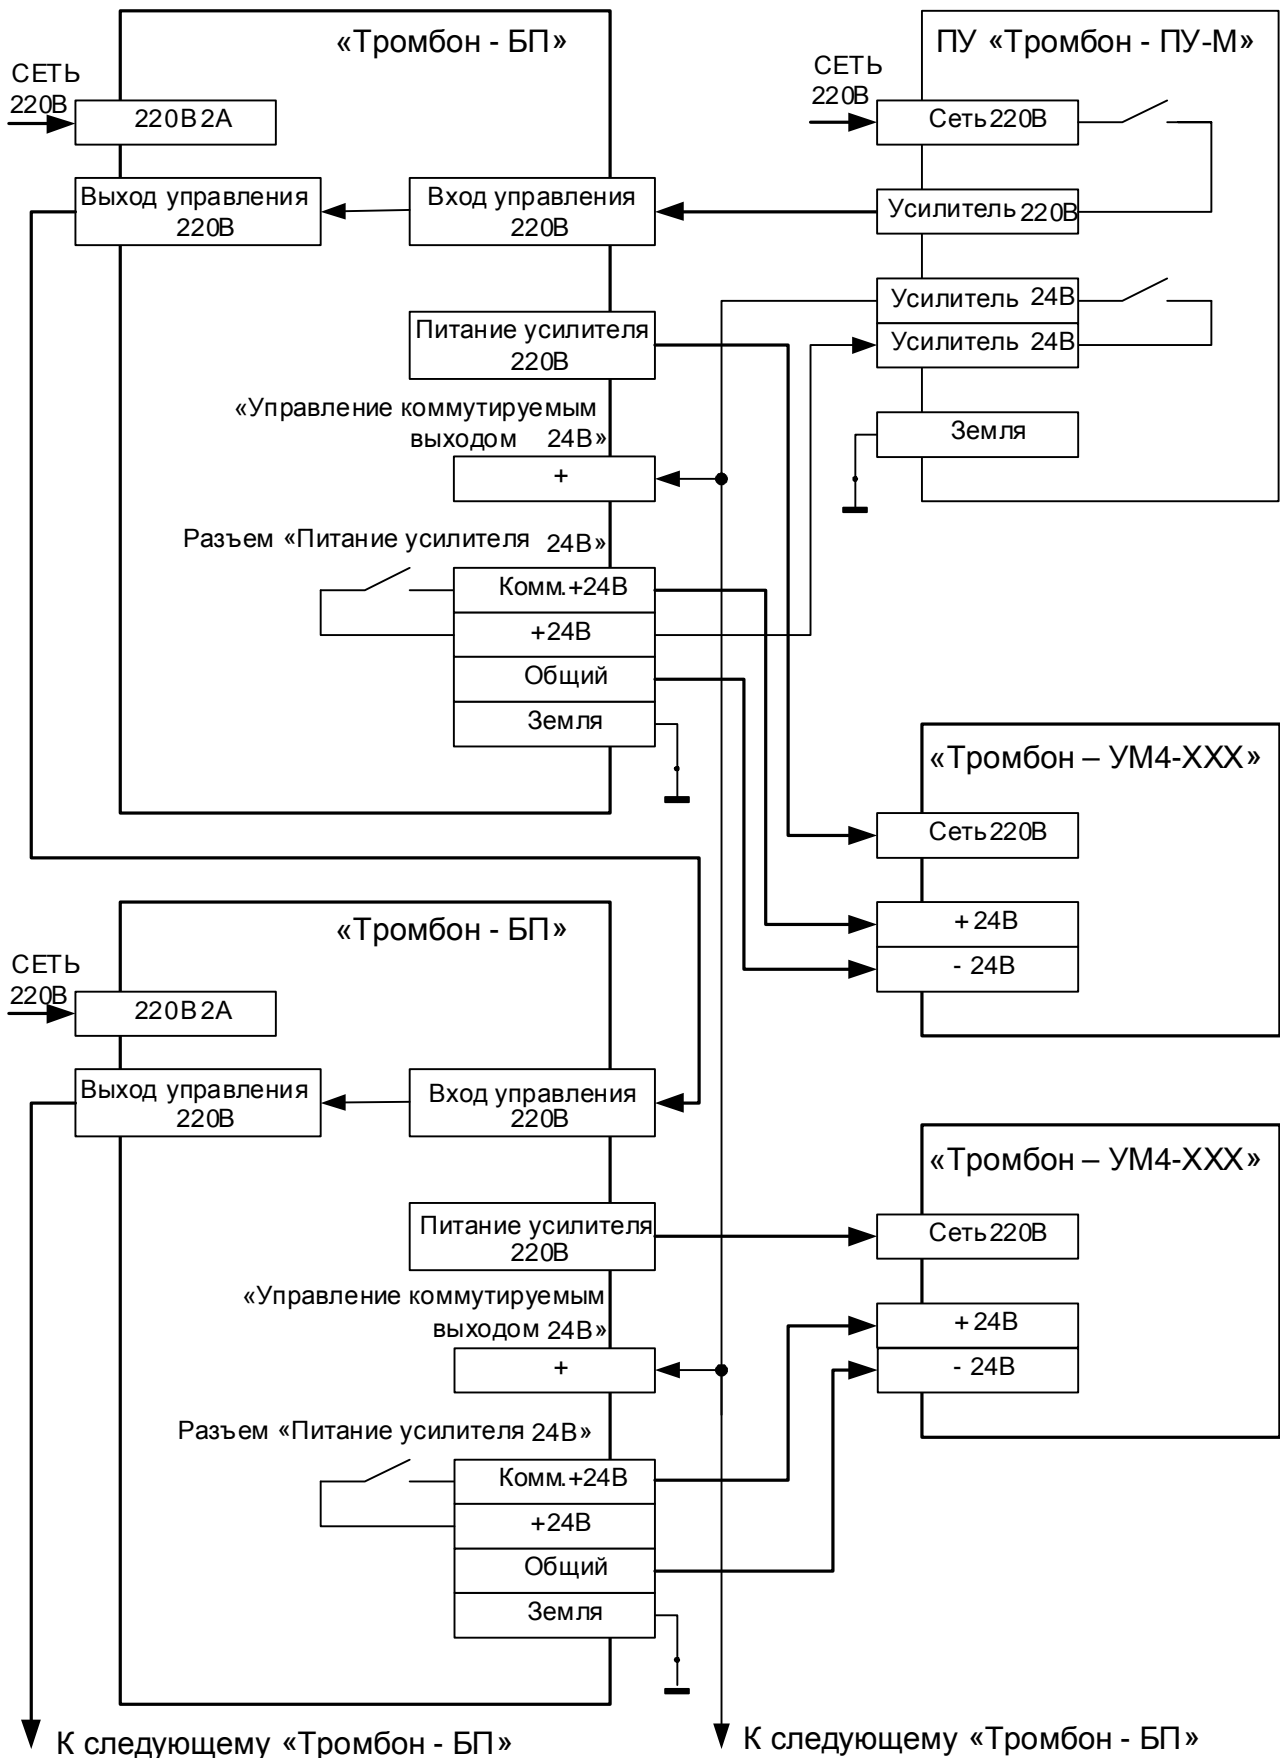 «Тромбон - БП»
СЕТЬ
220В
220В 2А
Выход управления
220В
Вход управления
220В
Питание усилителя
220В
«Управление коммутируемым
выходом 24В»
+
Разъем «Питание усилителя 24В»
Комм.+24В
+24В
Общий
Земля
ПУ «Тромбон - ПУ-М»
СЕТЬ
220В
Сеть 220В
Усилитель 220В
Усилитель 24В
Усилитель 24В
Земля
«Тромбон – УМ4-ХХХ»
Сеть 220В
+ 24В
- 24В
«Тромбон - БП»
СЕТЬ
220В
220В 2А
Выход управления
220В
Вход управления
220В
Питание усилителя
220В
«Управление коммутируемым
выходом 24В»
+
Разъем «Питание усилителя 24В»
Комм.+24В
+24В
Общий
Земля
«Тромбон – УМ4-ХХХ»
Сеть 220В
+ 24В
- 24В
К следующему «Тромбон - БП»
К следующему «Тромбон - БП»